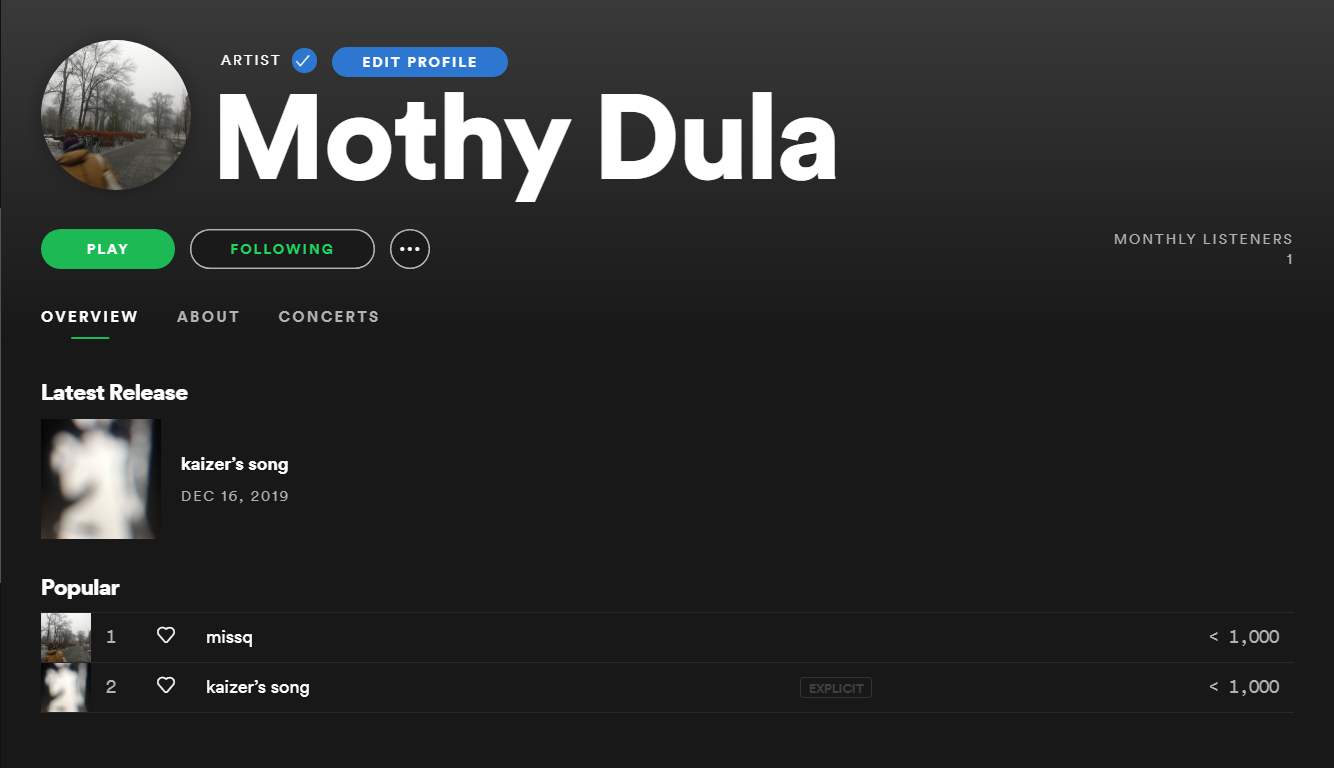 ARTIST EDIT PROFILE
Mothy Dula
PLAY FOLLOWING
MONTHLY LISTENERS
1
OVERVIEW ABOUT CONCERTS
Latest Release
kaizer’s song
DEC 16, 2019
Popular
1 missq < 1,000
2 kaizer’s song EXPLICIT < 1,000